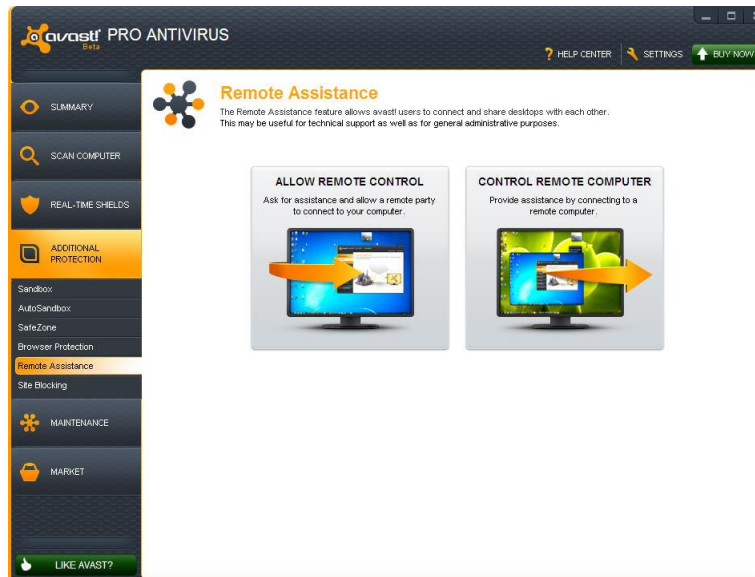 avast! PRO ANTIVIRUS
Beta
? HELP CENTER
SETTINGS
BUY NOW
SUMMARY
SCAN COMPUTER
REAL-TIME SHIELDS
ADDITIONAL
PROTECTION
Sandbox
AutoSandbox
SafeZone
Browser Protection
Remote Assistance
Site Blocking
MAINTENANCE
MARKET
LIKE AVAST?
Remote Assistance
The Remote Assistance feature allows avast! users to connect and share desktops with each other.
This may be useful for technical support as well as for general administrative purposes.
ALLOW REMOTE CONTROL
Ask for assistance and allow a remote party
to connect to your computer.
CONTROL REMOTE COMPUTER
Provide assistance by connecting to a
remote computer.